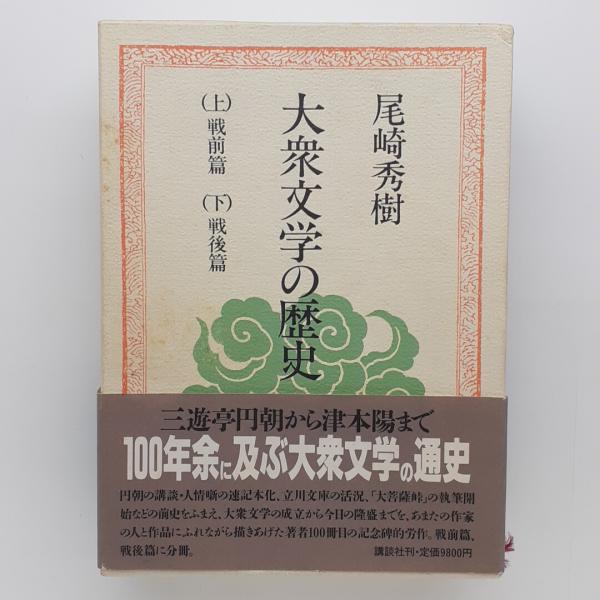 尾崎秀樹
大衆文学の歴史
(上)戦前篇 (下)戦後篇
三遊亭円朝から津本陽まで
100年余に及ぶ大衆文学の通史
円朝の講談・人情噺の速記本化、立川文庫の活況、「大菩薩峠」の執筆開
始などの前史をふまえ、大衆文学の成立から今日の隆盛までを、あまたの作家
の人と作品にふれながら描きあげた著者100冊目の記念碑的労作。戦前篇、
戦後篇に分冊。
講談社刊・定価9800円